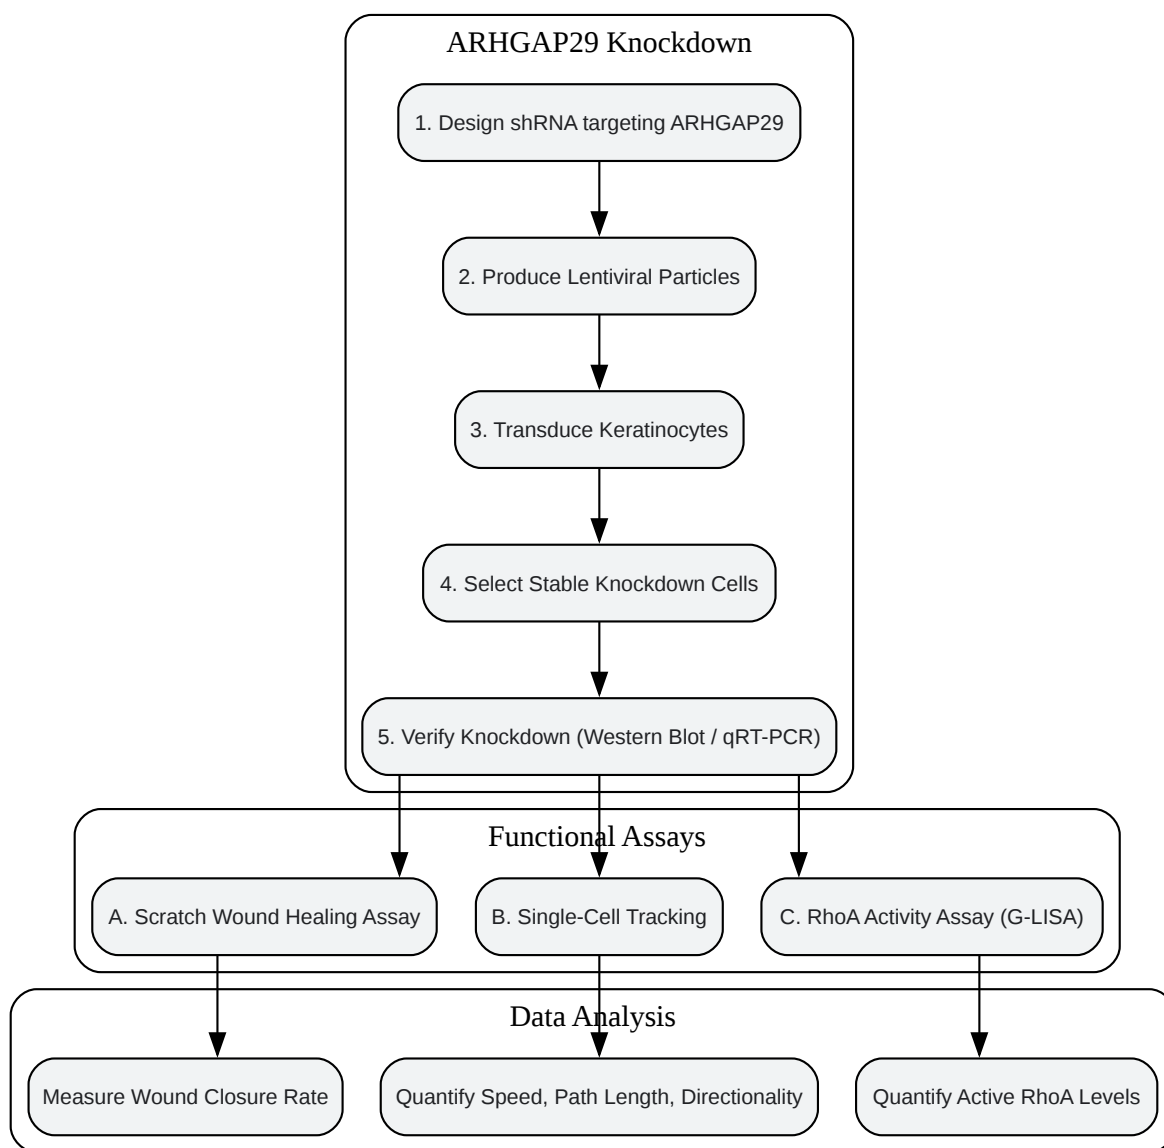 ARHGAP29 Knockdown
1. Design shRNA targeting ARHGAP29
2. Produce Lentiviral Particles
3. Transduce Keratinocytes
4. Select Stable Knockdown Cells
5. Verify Knockdown (Western Blot / qRT-PCR)
Functional Assays
A. Scratch Wound Healing Assay
B. Single-Cell Tracking
C. RhoA Activity Assay (G-LISA)
Data Analysis
Measure Wound Closure Rate
Quantify Speed, Path Length, Directionality
Quantify Active RhoA Levels